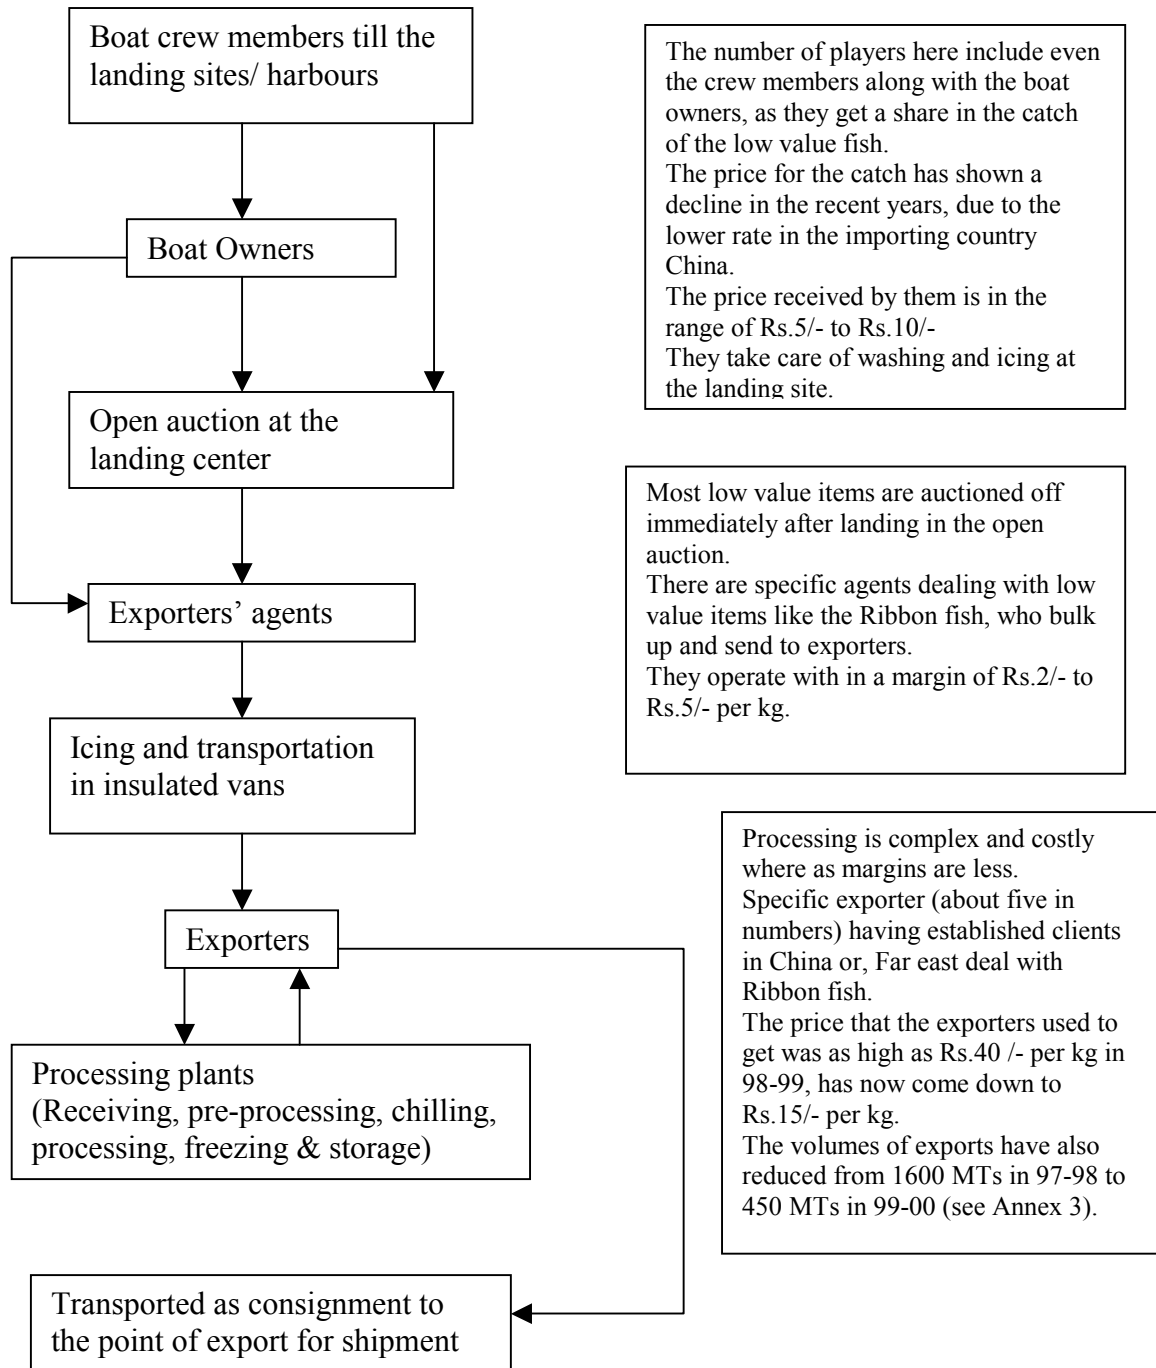 Boat crew members till the
landing sites/ harbours
Boat Owners
Open auction at the
landing center
Exporters’ agents
Icing and transportation
in insulated vans
Exporters
Processing plants
(Receiving, pre-processing, chilling,
processing, freezing & storage)
Transported as consignment to
the point of export for shipment
The number of players here include even
the crew members along with the boat
owners, as they get a share in the catch
of the low value fish.
The price for the catch has shown a
decline in the recent years, due to the
lower rate in the importing country
China.
The price received by them is in the
range of Rs.5/- to Rs.10/-
They take care of washing and icing at
the landing site.
Most low value items are auctioned off
immediately after landing in the open
auction.
There are specific agents dealing with low
value items like the Ribbon fish, who bulk
up and send to exporters.
They operate with in a margin of Rs.2/- to
Rs.5/- per kg.
Processing is complex and costly
where as margins are less.
Specific exporter (about five in
numbers) having established clients
in China or, Far east deal with
Ribbon fish.
The price that the exporters used to
get was as high as Rs.40 /- per kg in
98-99, has now come down to
Rs.15/- per kg.
The volumes of exports have also
reduced from 1600 MTs in 97-98 to
450 MTs in 99-00 (see Annex 3).